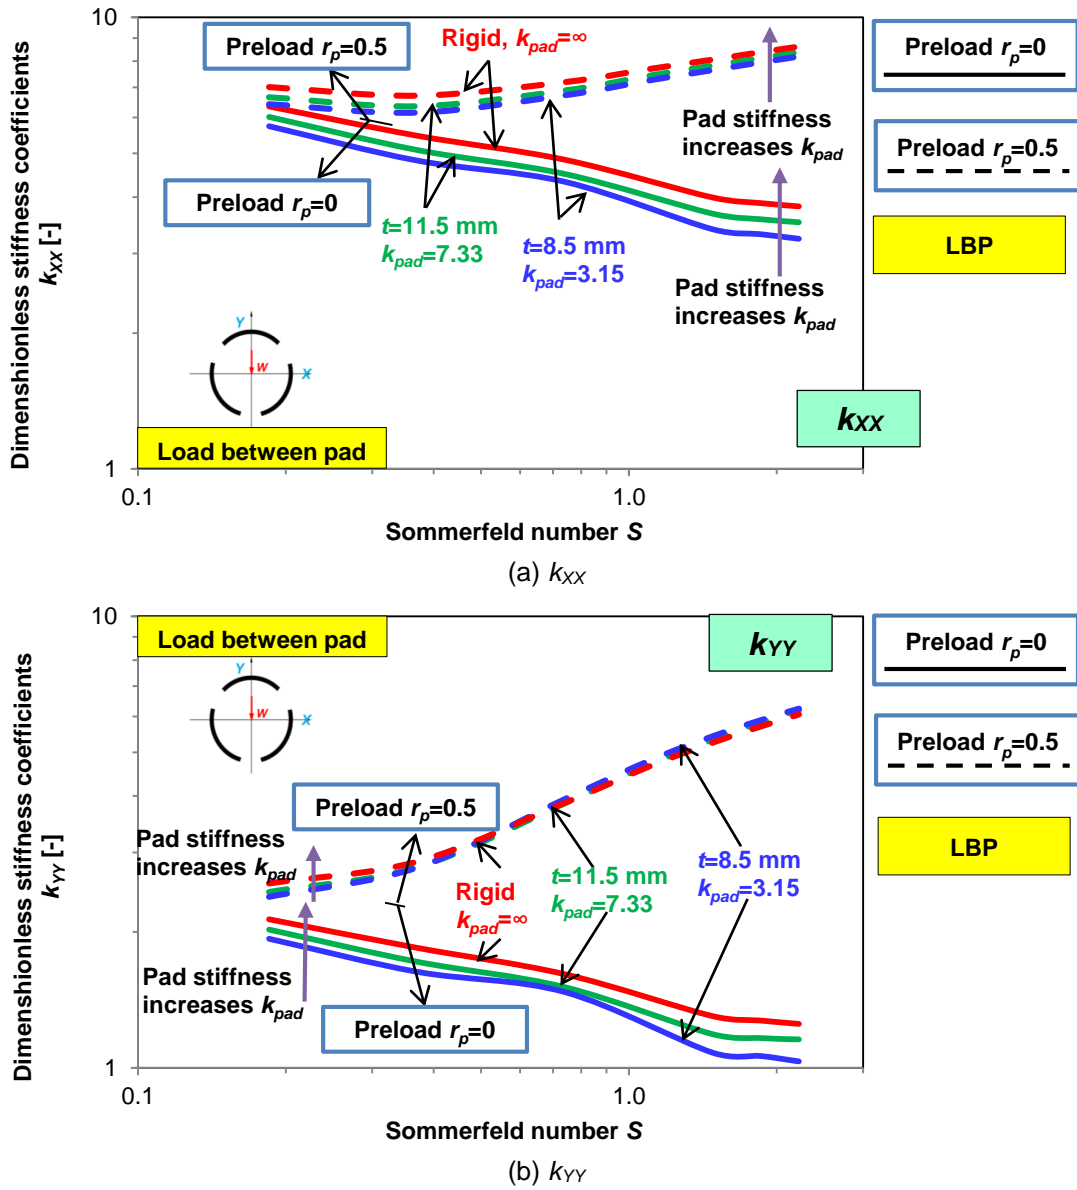 Dimenshionless stiffness coefficients
k_XX [-]
10
1
0.1
1.0
Preload r_p=0.5
Rigid, k_pad=∞
Preload r_p=0
t=11.5 mm
k_pad=7.33
t=8.5 mm
k_pad=3.15
Pad stiffness
increases k_pad
Pad stiffness
increases k_pad
Y
W
X
Load between pad
k_XX
Preload r_p=0
Preload r_p=0.5
LBP
Sommerfeld number S
(a) k_XX
Dimenshionless stiffness coefficients
k_YY [-]
10
1
0.1
1.0
Load between pad
k_YY
Y
W
X
Preload r_p=0.5
Pad stiffness
increases k_pad
Rigid
k_pad=∞
t=11.5 mm
k_pad=7.33
t=8.5 mm
k_pad=3.15
Pad stiffness
increases k_pad
Preload r_p=0
Preload r_p=0
Preload r_p=0.5
LBP
Sommerfeld number S
(b) k_YY